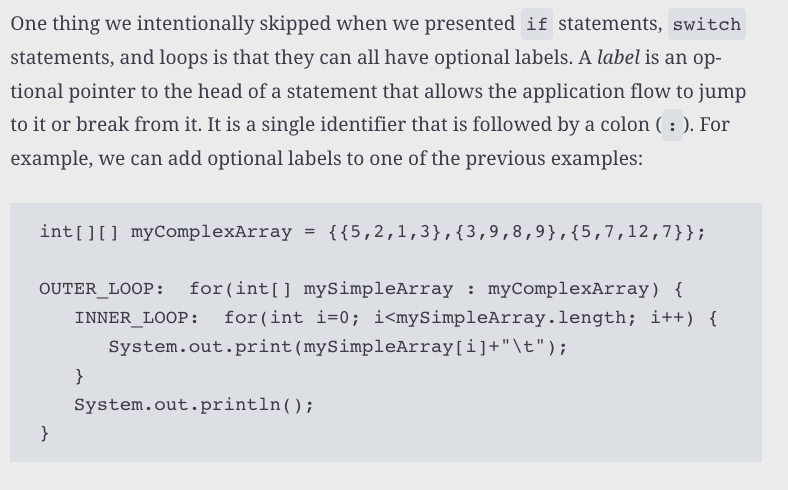 One thing we intentionally skipped when we presented if statements, switch
statements, and loops is that they can all have optional labels. A label is an op-
tional pointer to the head of a statement that allows the application flow to jump
to it or break from it. It is a single identifier that is followed by a colon ( : ). For
example, we can add optional labels to one of the previous examples:
int[][] myComplexArray = {{5,2,1,3},{3,9,8,9},{5,7,12,7}};
OUTER_LOOP:  for(int[] mySimpleArray : myComplexArray) {
   INNER_LOOP:  for(int i=0; i<mySimpleArray.length; i++) {
      System.out.print(mySimpleArray[i]+"\t");
   }
   System.out.println();
}